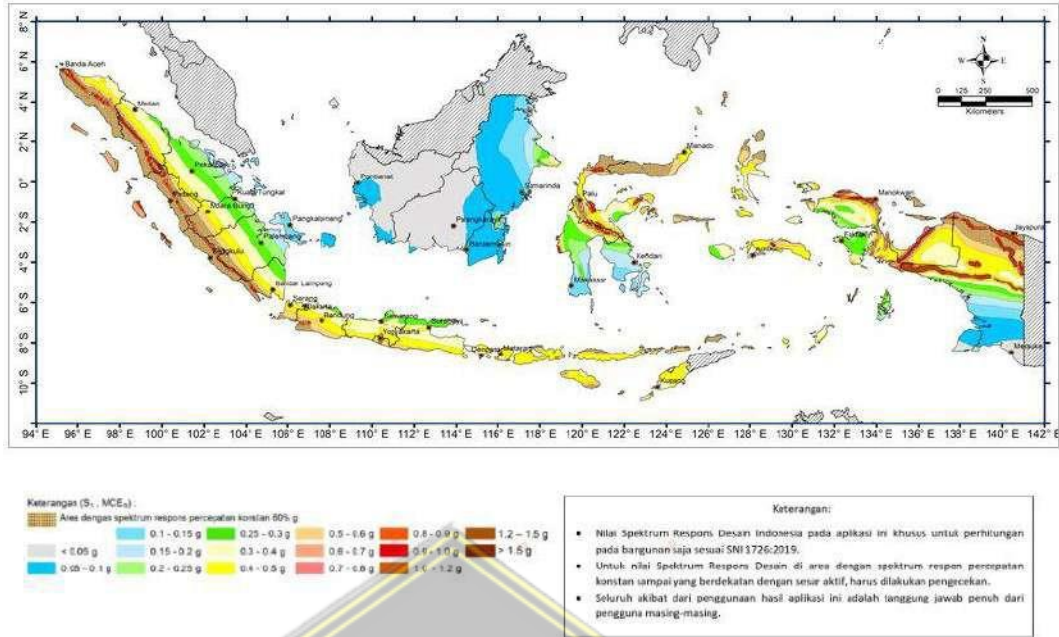 8° N
6° N
4° N
2° N
0°
2° S
4° S
6° S
8° S
10° S
N
W E
S
0 125 250 500
Kilometers
Banda Aceh
Medan
Pekanbaru
Kuala Tungkal
Padang
Muara Bungo
Pangkalpinang
Palembang
Bengkulu
Bandar Lampung
Serang
Jakarta
Bandung
Semarang
Surabaya
Yogyakarta
Denpasar
Mataram
Kupang
Pontianak
Samarinda
Palangkaraya
Banjarmasin
Manado
Palu
Kendari
Makassar
Manokwari
Jayapura
Merauke
94° E 96° E 98° E 100° E 102° E 104° E 106° E 108° E 110° E 112° E 114° E 116° E 118° E 120° E 122° E 124° E 126° E 128° E 130° E 132° E 134° E 136° E 138° E 140° E 142° E
Keterangan (S₁, MCEᵣ) :
Area dengan spektrum respons percepatan konstan 60% g
0.1 - 0.15 g 0.25 - 0.3 g 0.5 - 0.6 g 0.8 - 0.9 g 1.2 - 1.5 g
< 0.05 g 0.15 - 0.2 g 0.3 - 0.4 g 0.6 - 0.7 g 0.9 - 1.0 g > 1.5 g
0.05 - 0.1 g 0.2 - 0.25 g 0.4 - 0.5 g 0.7 - 0.8 g 1.0 - 1.2 g
Keterangan:
• Nilai Spektrum Respons Desain Indonesia pada aplikasi ini khusus untuk perhitungan
pada bangunan saja sesuai SNI 1726:2019.
• Untuk nilai Spektrum Respons Desain di area dengan spektrum respon percepatan
konstan sampai yang berdekatan dengan sesar aktif, harus dilakukan pengecekan.
• Seluruh akibat dari penggunaan hasil aplikasi ini adalah tanggung jawab penuh dari
pengguna masing-masing.